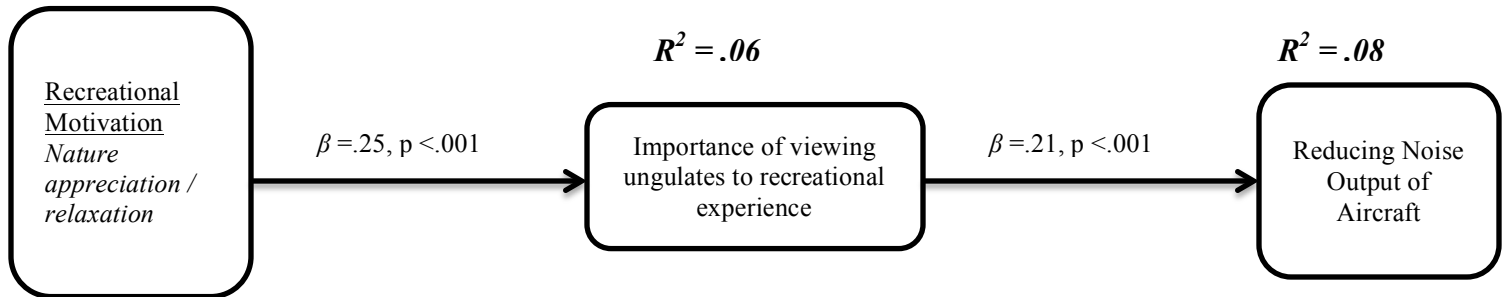 R² = .06
R² = .08
Recreational
Motivation
Nature
appreciation /
relaxation
β =.25, p <.001
Importance of viewing
ungulates to recreational
experience
β =.21, p <.001
Reducing Noise
Output of
Aircraft